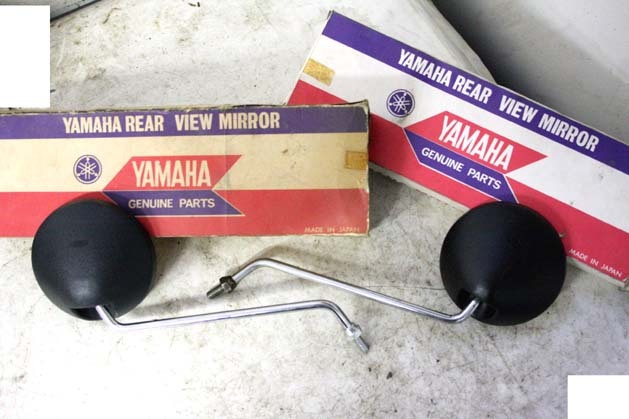 YAMAHA REAR VIEW MIRROR
YAMAHA
GENUINE PARTS
MADE IN JAPAN
YAMAHA REAR VIEW MIRROR
YAMAHA
GENUINE PARTS
MADE IN JAPAN